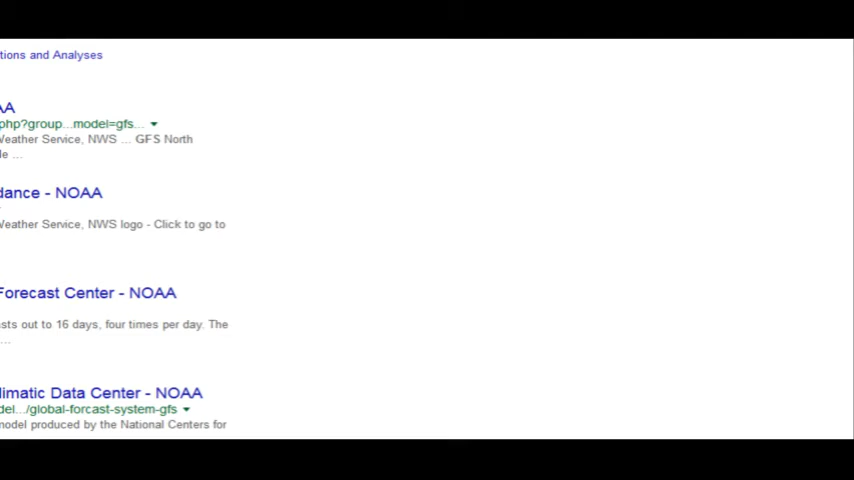 tions and Analyses
AA
php?group...model=gfs...
Weather Service, NWS ... GFS North
le ...
dance - NOAA
Weather Service, NWS logo - Click to go to
Forecast Center - NOAA
sts out to 16 days, four times per day. The
...
limatic Data Center - NOAA
del.../global-forcast-system-gfs
model produced by the National Centers for